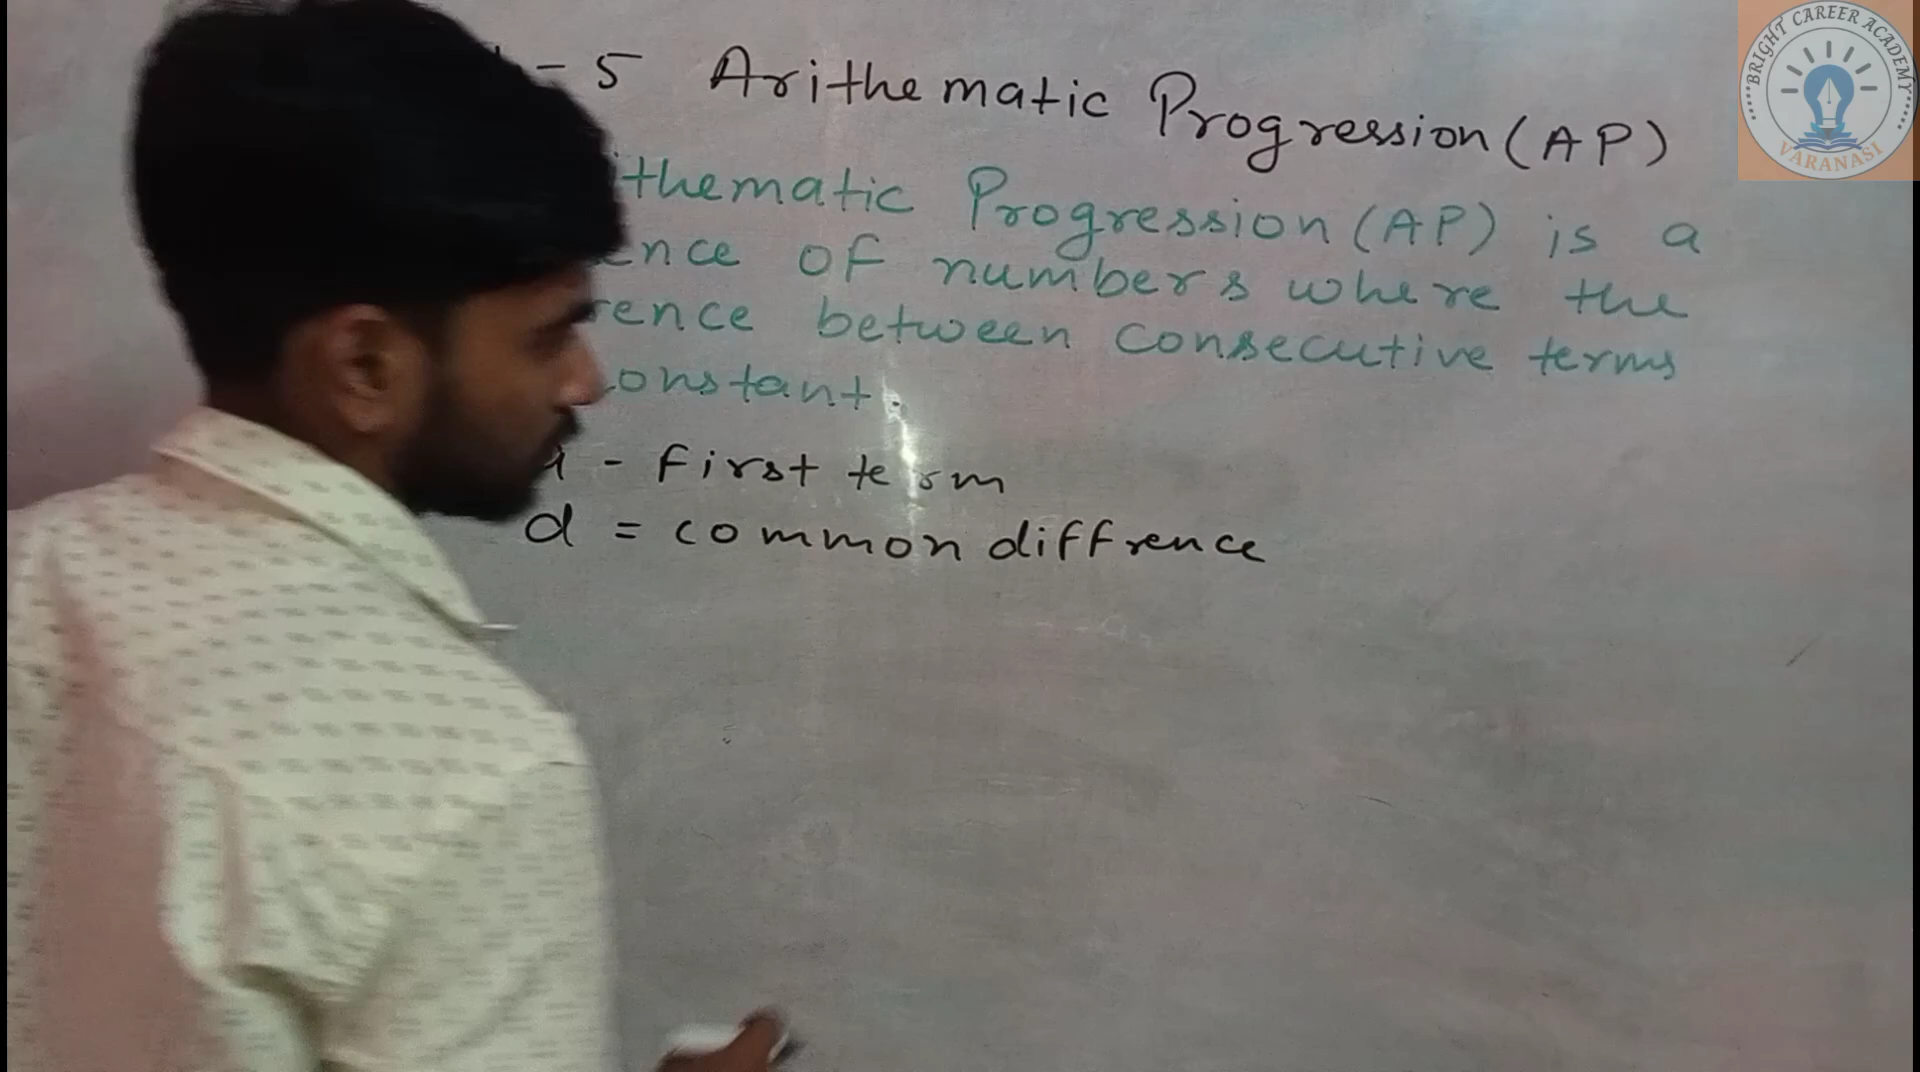 - 5 Arithematic Progression (AP)
ithematic Progression (AP) is a
ence of numbers where the
rence between consecutive terms
constant.
a - first term
d = common diffrence
BRIGHT CAREER ACADEMY
VARANASI